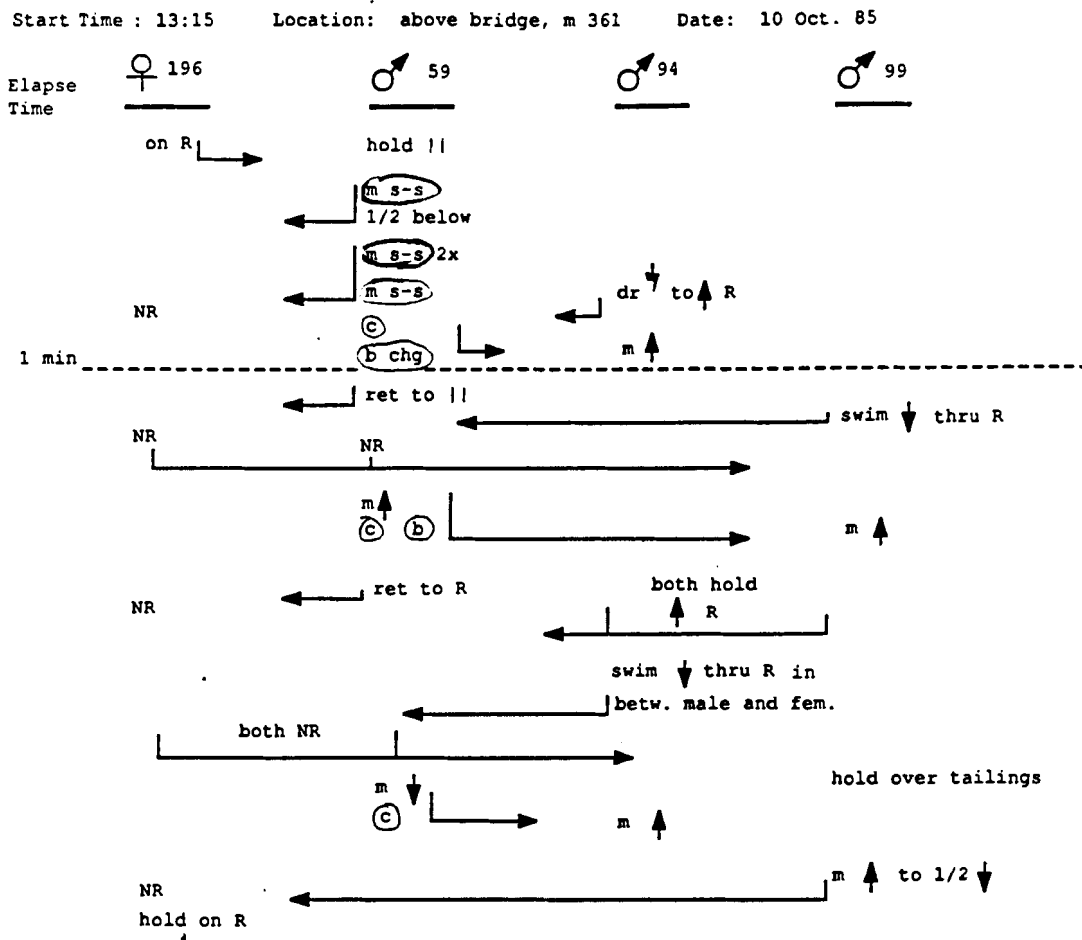 Start Time : 13:15 Location: above bridge, m 361 Date: 10 Oct. 85
♀ 196 ♂ 59 ♂ 94 ♂ 99
Elapse
Time
on R hold ||
m s-s
1/2 below
m s-s 2x
m s-s
dr ↓ to ↑ R
NR
c
b chg m ↑
1 min
ret to ||
swim ↓ thru R
NR NR
m ↑
c b m ↑
ret to R both hold
NR ↑ R
swim ↓ thru R in
betw. male and fem.
both NR
hold over tailings
m ↓
c m ↑
m ↑ to 1/2 ↓
NR
hold on R